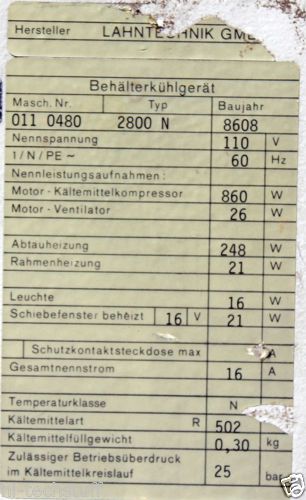 Hersteller LAHNTECHNIK GM
Behälterkühlgerät
Masch. Nr. Typ Baujahr
011 0480 2800 N 8608
Nennspannung 110 V
1/N/PE ~ 60 Hz
Nennleistungsaufnahmen:
Motor - Kältemittelkompressor 860 W
Motor - Ventilator 26 W
Abtauheizung 248 W
Rahmenheizung 21 W
Leuchte 16 W
Schiebefenster beheizt 16 V 21 W
Schutzkontaktsteckdose max A
Gesamtnennstrom 16 A
Temperaturklasse N
Kältemittelart R 502
Kältemittelfüllgewicht 0,30 kg
Zulässiger Betriebsüberdruck
im Kältemittelkreislauf 25 bar